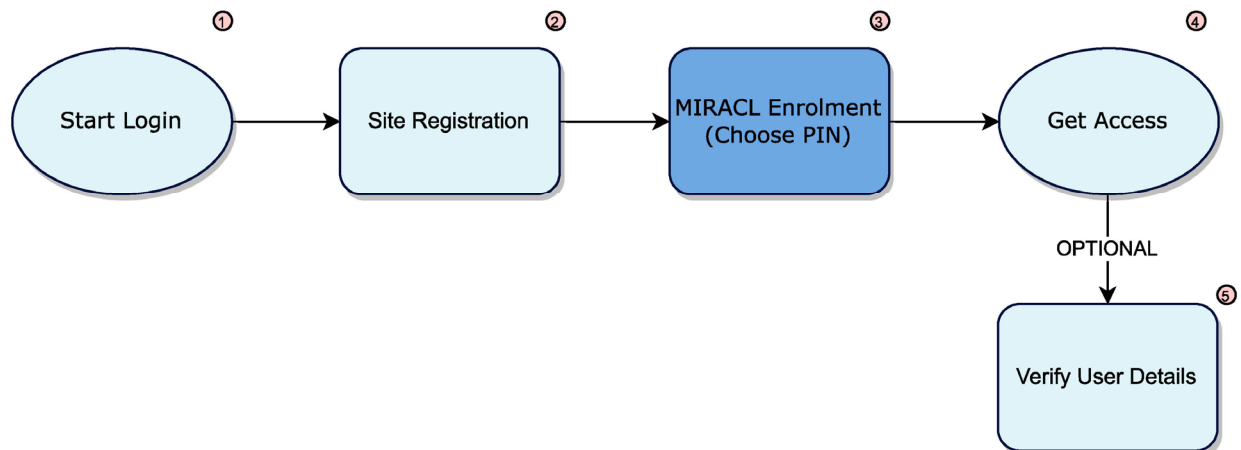 1
2
3
4
Start Login
Site Registration
MIRACL Enrolment
(Choose PIN)
Get Access
OPTIONAL
5
Verify User Details